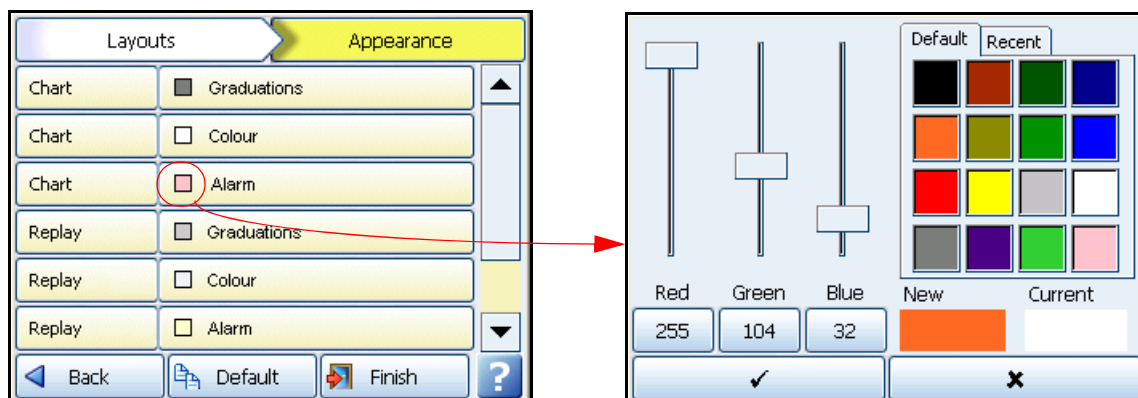 Layouts Appearance
Chart Graduations
Chart Colour
Chart Alarm
Replay Graduations
Replay Colour
Replay Alarm
Back Default Finish ?
Default Recent
Red Green Blue New Current
255 104 32